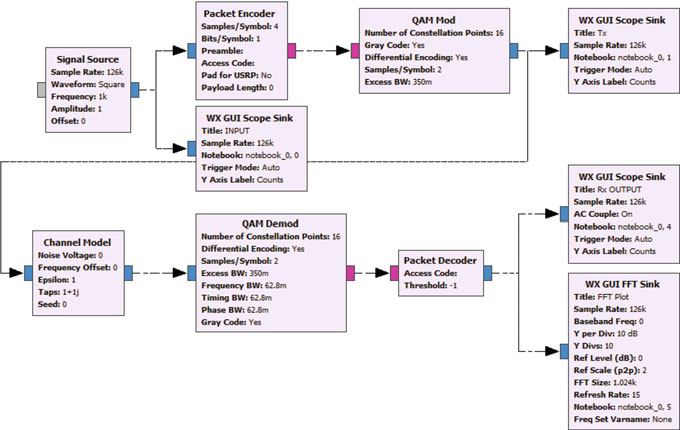 Signal Source
Sample Rate: 126k
Waveform: Square
Frequency: 1k
Amplitude: 1
Offset: 0
Packet Encoder
Samples/Symbol: 4
Bits/Symbol: 1
Preamble:
Access Code:
Pad for USRP: No
Payload Length: 0
QAM Mod
Number of Constellation Points: 16
Gray Code: Yes
Differential Encoding: Yes
Samples/Symbol: 2
Excess BW: 350m
WX GUI Scope Sink
Title: Tx
Sample Rate: 126k
Notebook: notebook_0, 1
Trigger Mode: Auto
Y Axis Label: Counts
WX GUI Scope Sink
Title: INPUT
Sample Rate: 126k
Notebook: notebook_0, 0
Trigger Mode: Auto
Y Axis Label: Counts
Channel Model
Noise Voltage: 0
Frequency Offset: 0
Epsilon: 1
Taps: 1+1j
Seed: 0
QAM Demod
Number of Constellation Points: 16
Differential Encoding: Yes
Samples/Symbol: 2
Excess BW: 350m
Frequency BW: 62.8m
Timing BW: 62.8m
Phase BW: 62.8m
Gray Code: Yes
Packet Decoder
Access Code:
Threshold: -1
WX GUI Scope Sink
Title: Rx OUTPUT
Sample Rate: 126k
AC Couple: On
Notebook: notebook_0, 4
Trigger Mode: Auto
Y Axis Label: Counts
WX GUI FFT Sink
Title: FFT Plot
Sample Rate: 126k
Baseband Freq: 0
Y per Div: 10 dB
Y Divs: 10
Ref Level (dB): 0
Ref Scale (p2p): 2
FFT Size: 1.024k
Refresh Rate: 15
Notebook: notebook_0, 5
Freq Set Varname: None